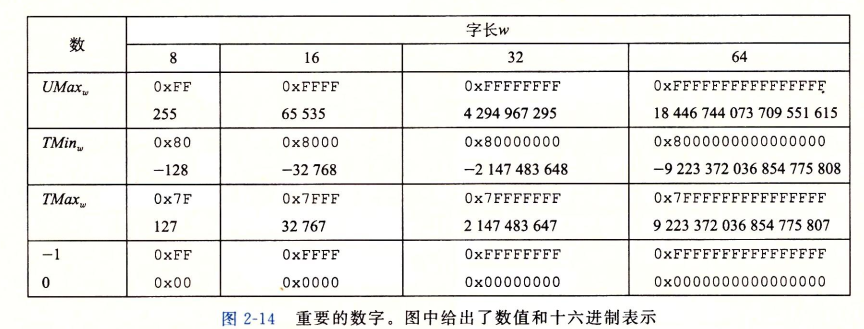 数 字长w
8 16 32 64
UMaxw 0xFF 0xFFFF 0xFFFFFFFF 0xFFFFFFFFFFFFFFFF
255 65 535 4 294 967 295 18 446 744 073 709 551 615
TMinw 0x80 0x8000 0x80000000 0x8000000000000000
−128 −32 768 −2 147 483 648 −9 223 372 036 854 775 808
TMaxw 0x7F 0x7FFF 0x7FFFFFFF 0x7FFFFFFFFFFFFFFF
127 32 767 2 147 483 647 9 223 372 036 854 775 807
−1 0xFF 0xFFFF 0xFFFFFFFF 0xFFFFFFFFFFFFFFFF
0 0x00 0x0000 0x00000000 0x0000000000000000
图 2-14 重要的数字。图中给出了数值和十六进制表示